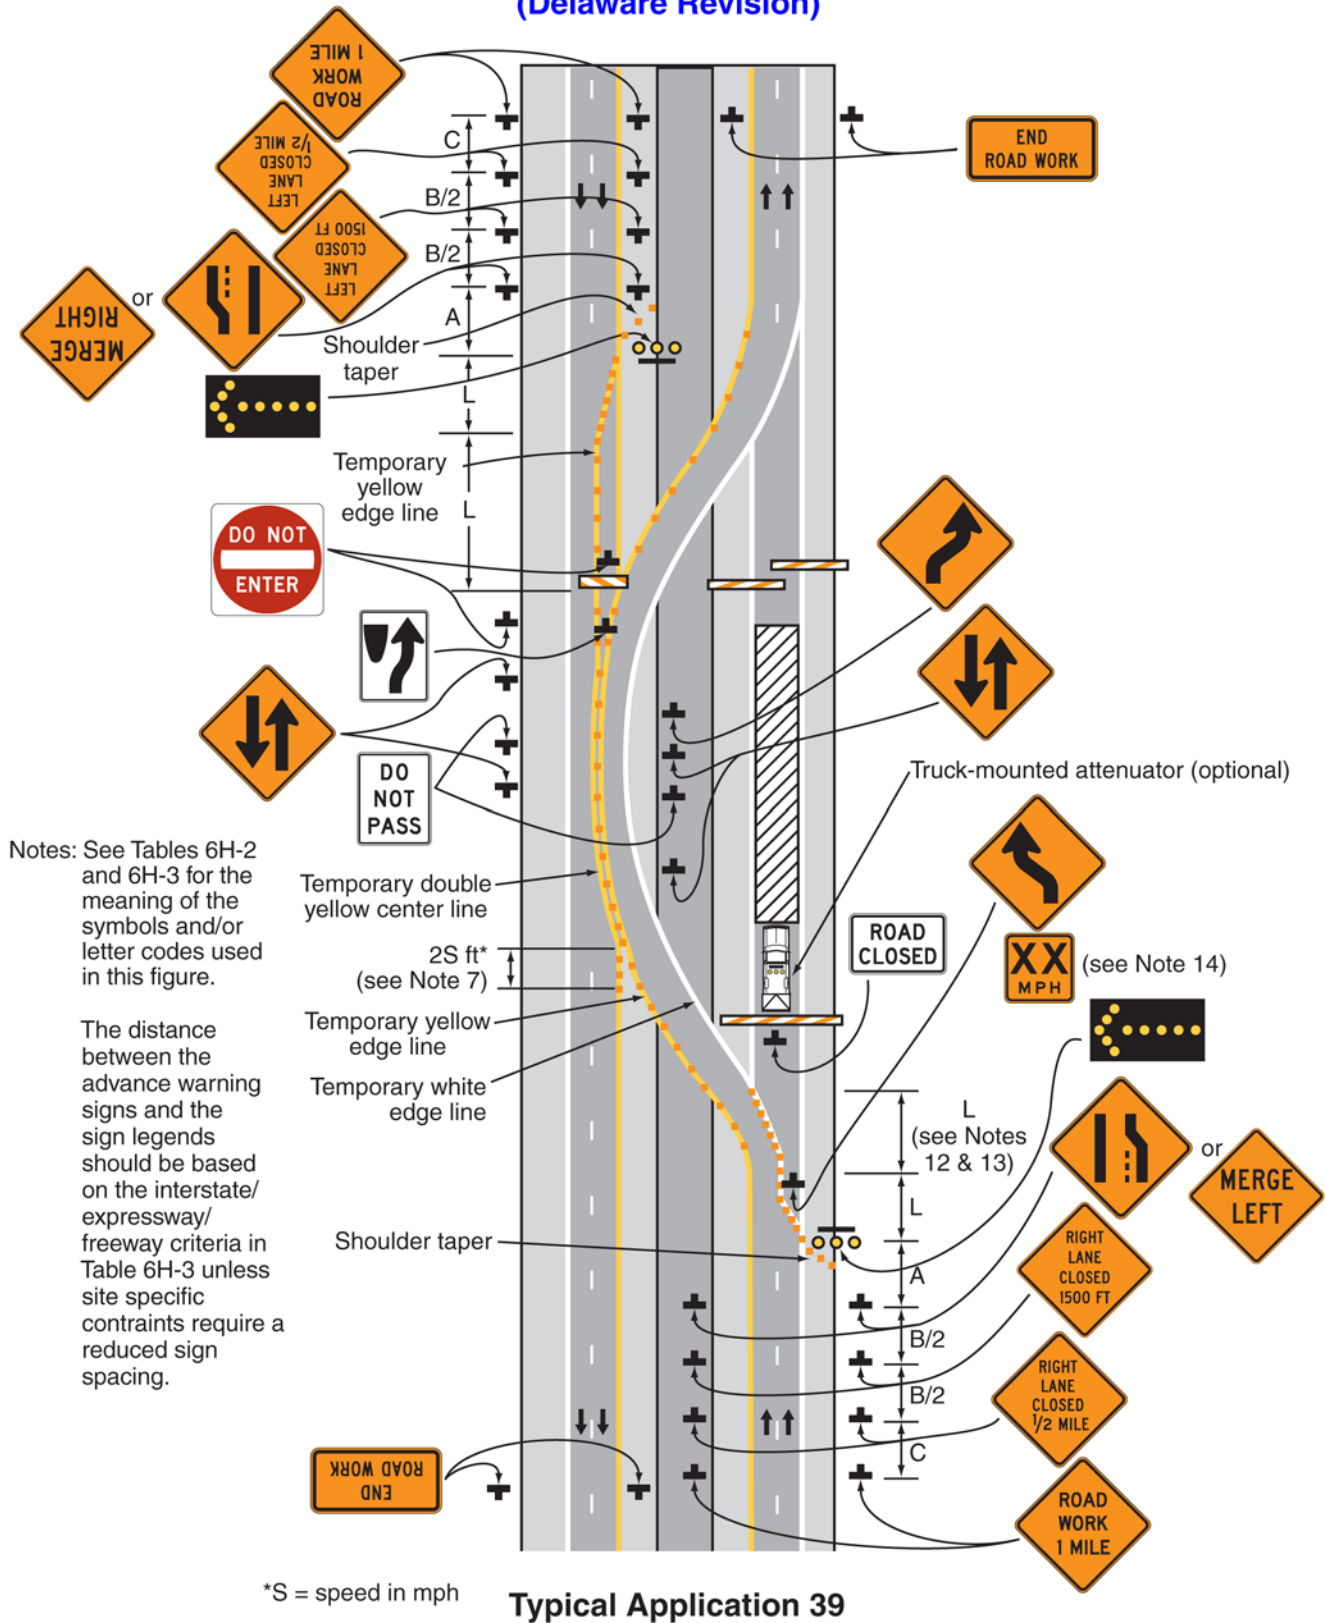 (Delaware Revision)
ROAD
WORK
1 MILE
LEFT
LANE
CLOSED
1/2 MILE
LEFT
LANE
CLOSED
1500 FT
MERGE
RIGHT
or
C
B/2
B/2
A
L
L
Shoulder
taper
Temporary
yellow
edge line
END
ROAD WORK
DO NOT
ENTER
DO
NOT
PASS
Truck-mounted attenuator (optional)
Notes: See Tables 6H-2
and 6H-3 for the
meaning of the
symbols and/or
letter codes used
in this figure.
The distance
between the
advance warning
signs and the
sign legends
should be based
on the interstate/
expressway/
freeway criteria in
Table 6H-3 unless
site specific
contraints require a
reduced sign
spacing.
Temporary double
yellow center line
2S ft*
(see Note 7)
Temporary yellow
edge line
Temporary white
edge line
Shoulder taper
ROAD
CLOSED
XX
MPH
(see Note 14)
L
(see Notes
12 & 13)
L
A
B/2
B/2
C
or
MERGE
LEFT
RIGHT
LANE
CLOSED
1500 FT
RIGHT
LANE
CLOSED
1/2 MILE
ROAD
WORK
1 MILE
END
ROAD WORK
*S = speed in mph
Typical Application 39